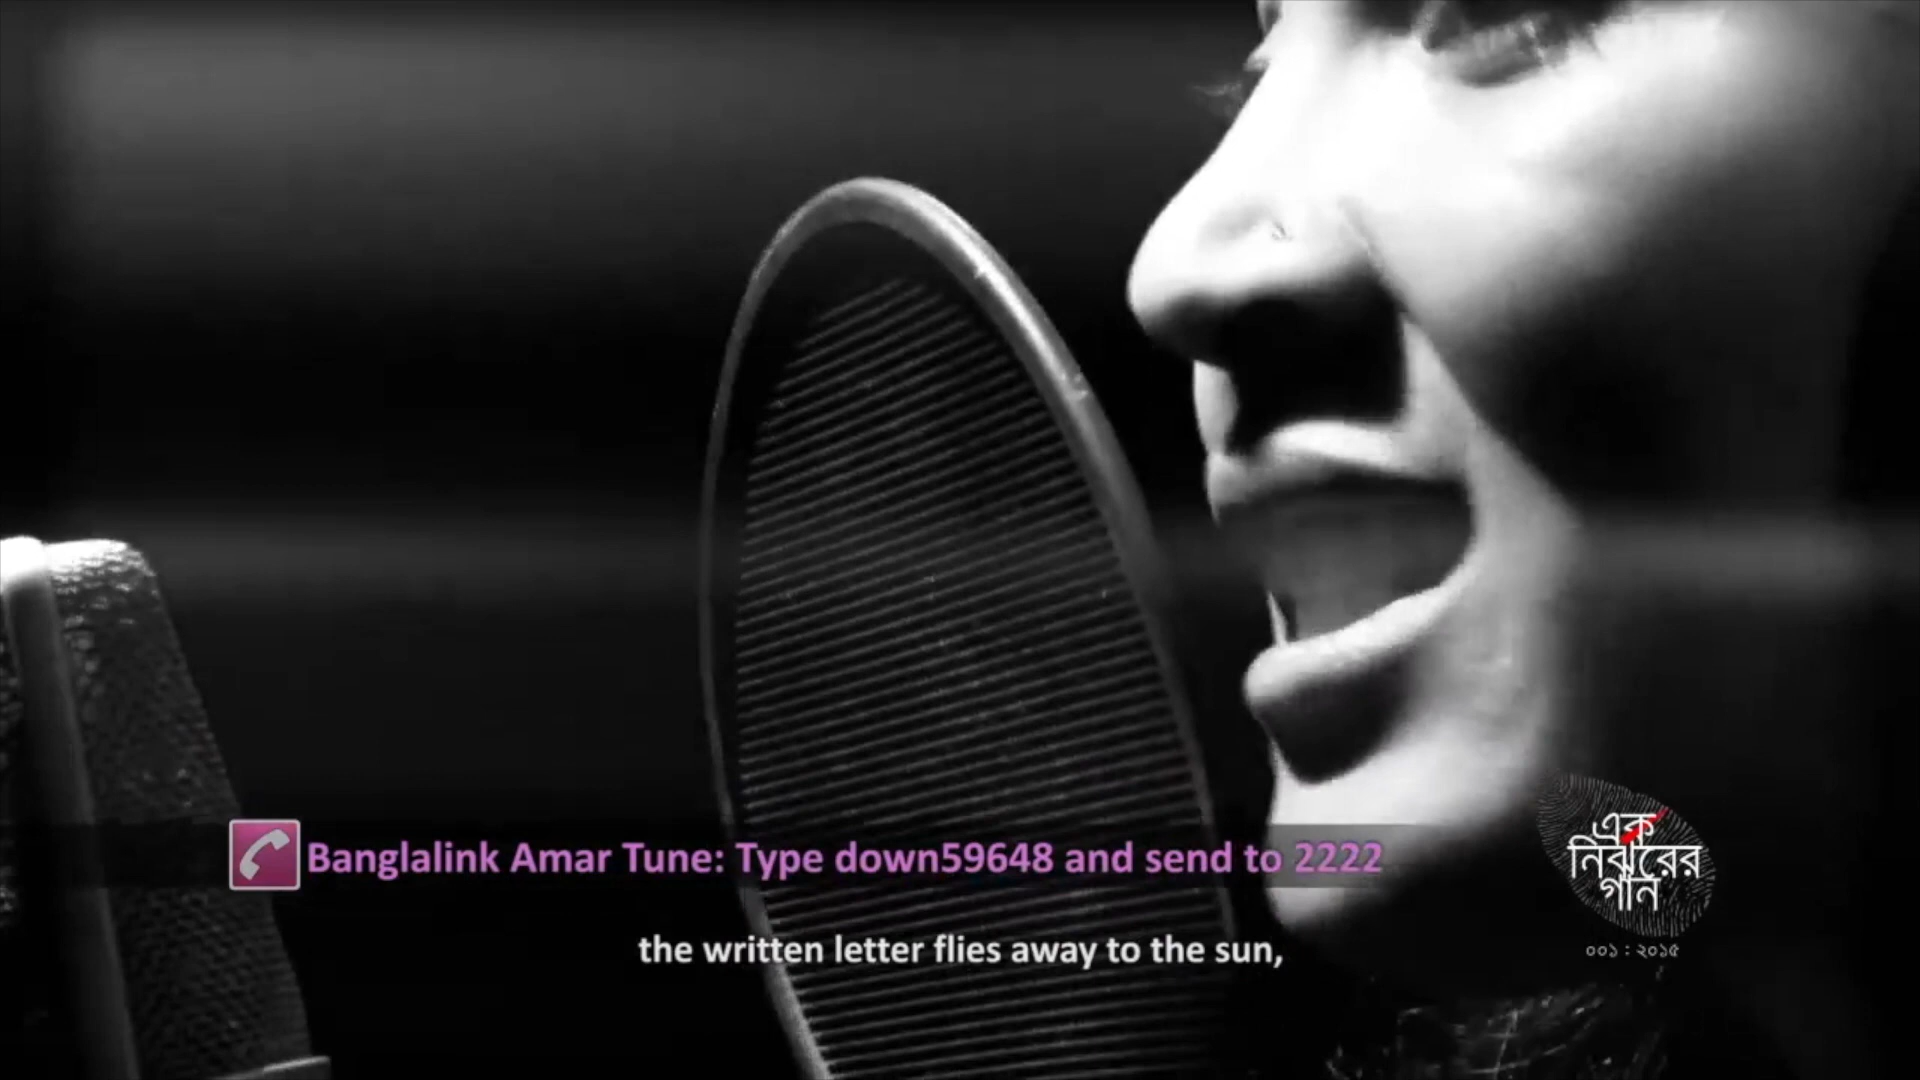 Banglalink Amar Tune: Type down59648 and send to 2222
the written letter flies away to the sun,
এক
নির্ঝরের
গান
০০১ : ২০১৫